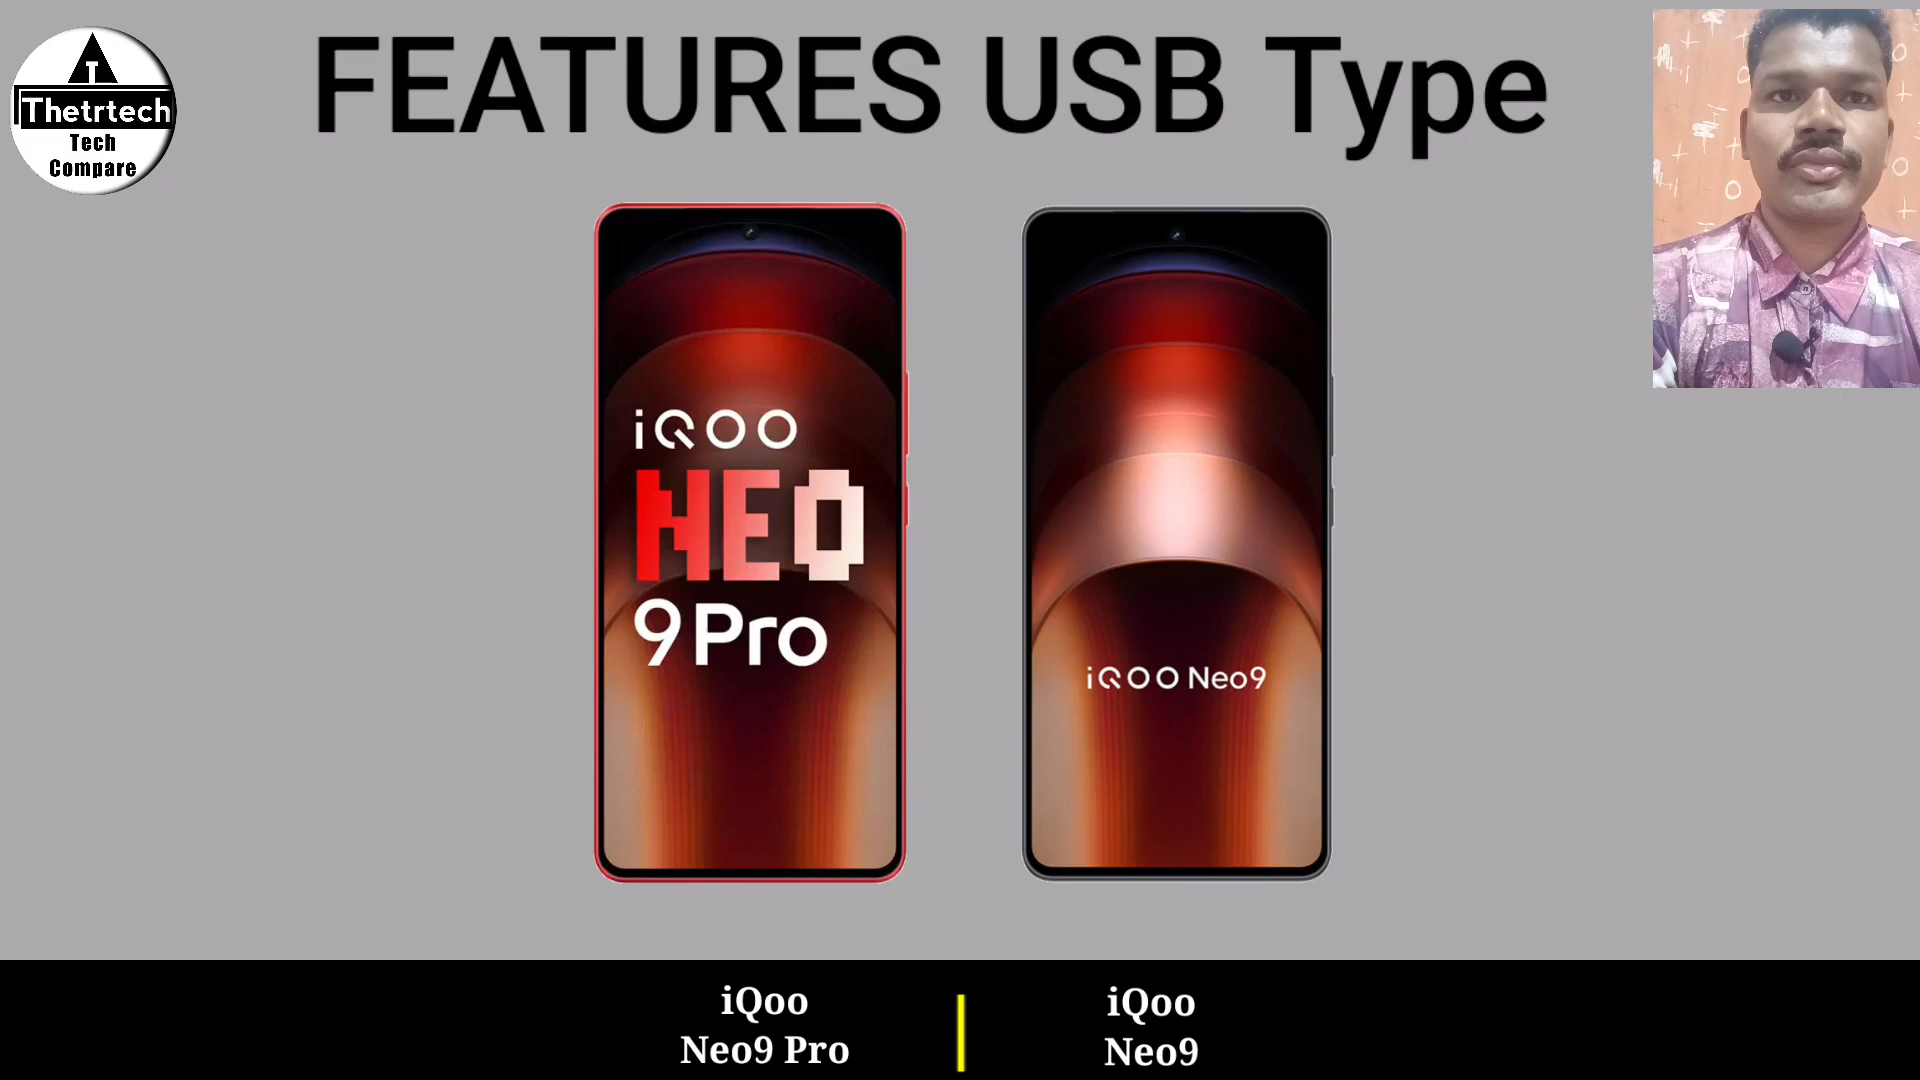 T
Thetrtech
Tech
Compare
FEATURES USB Type
iQOO
NEO
9Pro
iQOO Neo9
iQoo
Neo9 Pro
iQoo
Neo9